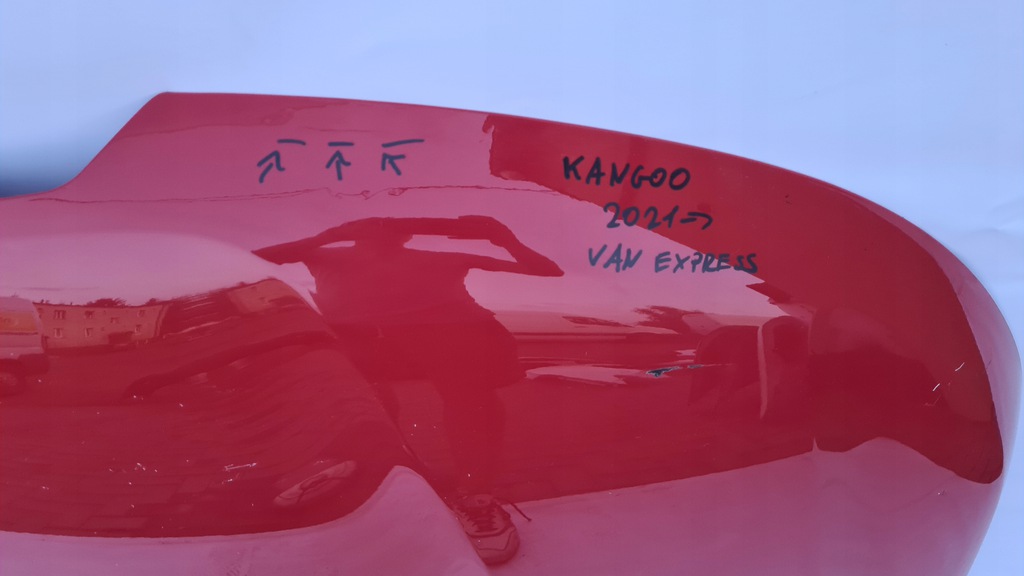 KANGOO
2021→
VAN EXPRESS